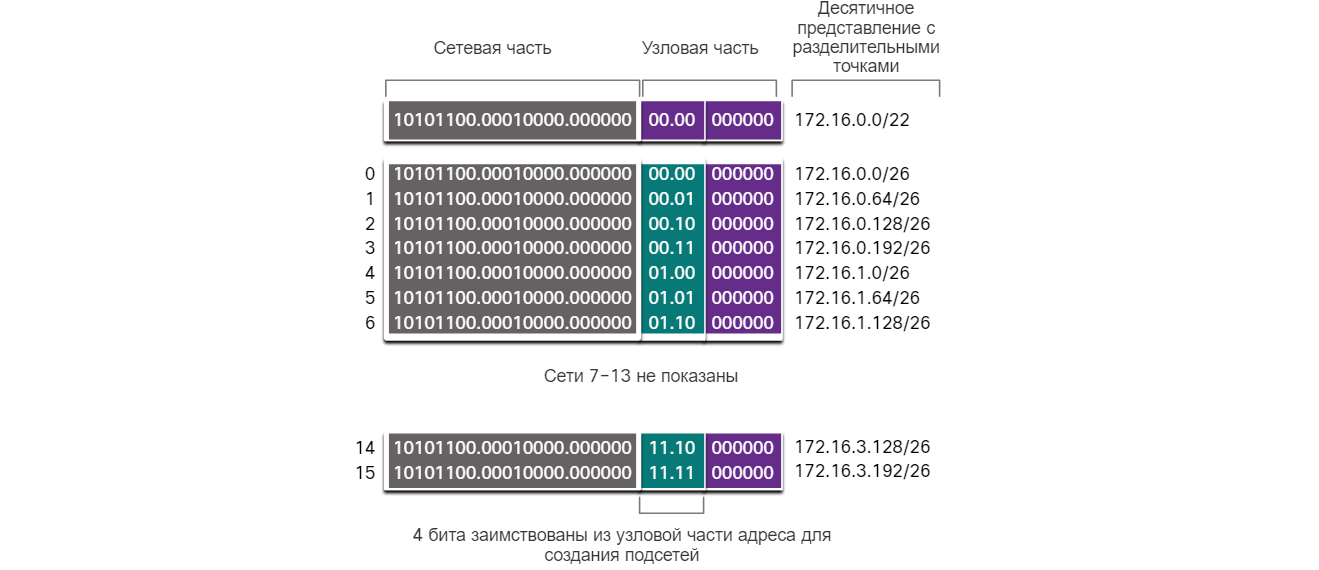 Десятичное
представление с
разделительными
точками
Сетевая часть
Узловая часть
10101100.00010000.000000 00.00 000000 172.16.0.0/22
0 10101100.00010000.000000 00.00 000000 172.16.0.0/26
1 10101100.00010000.000000 00.01 000000 172.16.0.64/26
2 10101100.00010000.000000 00.10 000000 172.16.0.128/26
3 10101100.00010000.000000 00.11 000000 172.16.0.192/26
4 10101100.00010000.000000 01.00 000000 172.16.1.0/26
5 10101100.00010000.000000 01.01 000000 172.16.1.64/26
6 10101100.00010000.000000 01.10 000000 172.16.1.128/26
Сети 7-13 не показаны
14 10101100.00010000.000000 11.10 000000 172.16.3.128/26
15 10101100.00010000.000000 11.11 000000 172.16.3.192/26
4 бита заимствованы из узловой части адреса для
создания подсетей